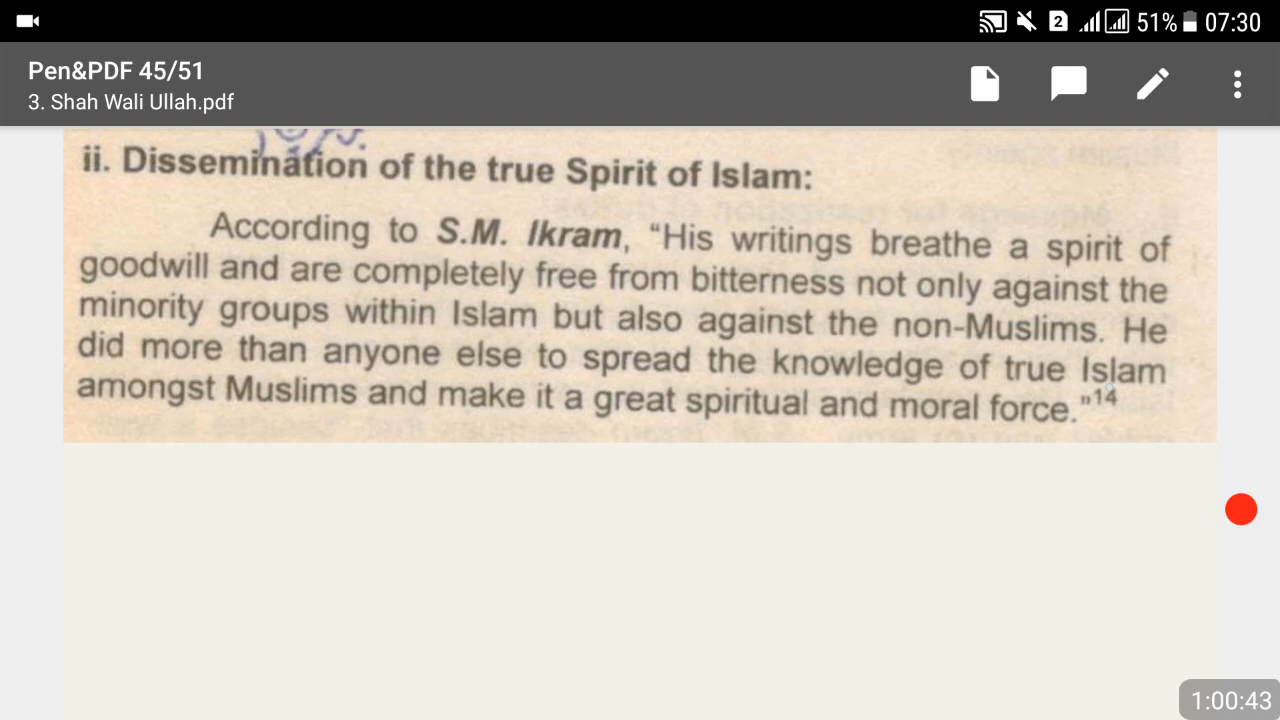 2 51% 07:30
Pen&PDF 45/51
3. Shah Wali Ullah.pdf
ii. Dissemination of the true Spirit of Islam:
According to S.M. Ikram, “His writings breathe a spirit of
goodwill and are completely free from bitterness not only against the
minority groups within Islam but also against the non-Muslims. He
did more than anyone else to spread the knowledge of true Islam
amongst Muslims and make it a great spiritual and moral force."14
1:00:43